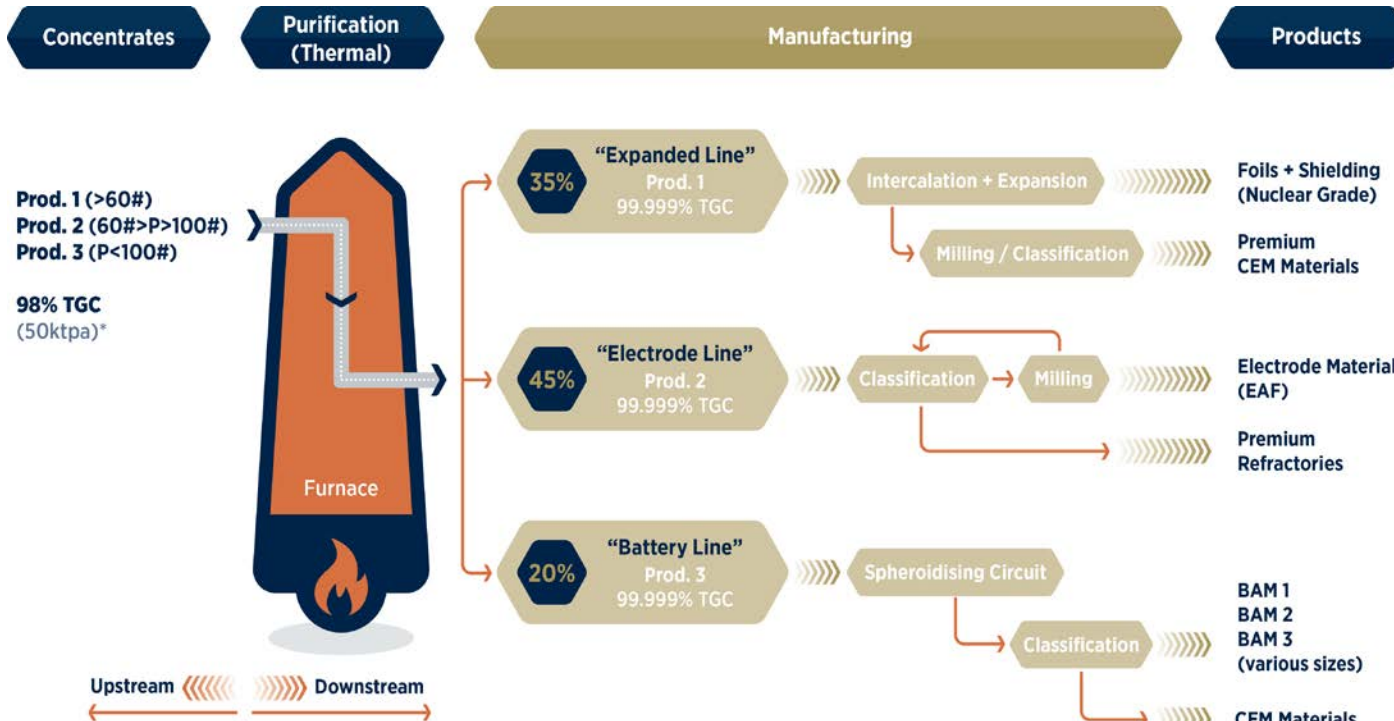 Concentrates
Purification
(Thermal)
Manufacturing
Products
Prod. 1 (>60#)
Prod. 2 (60#>P>100#)
Prod. 3 (P<100#)
98% TGC
(50ktpa)*
Furnace
Upstream
Downstream
35%
“Expanded Line”
Prod. 1
99.999% TGC
Intercalation + Expansion
Milling / Classification
Foils + Shielding
(Nuclear Grade)
Premium
CEM Materials
45%
“Electrode Line”
Prod. 2
99.999% TGC
Classification
Milling
Electrode Material
(EAF)
Premium
Refractories
20%
“Battery Line”
Prod. 3
99.999% TGC
Spheroidising Circuit
Classification
BAM 1
BAM 2
BAM 3
(various sizes)
CEM Materials